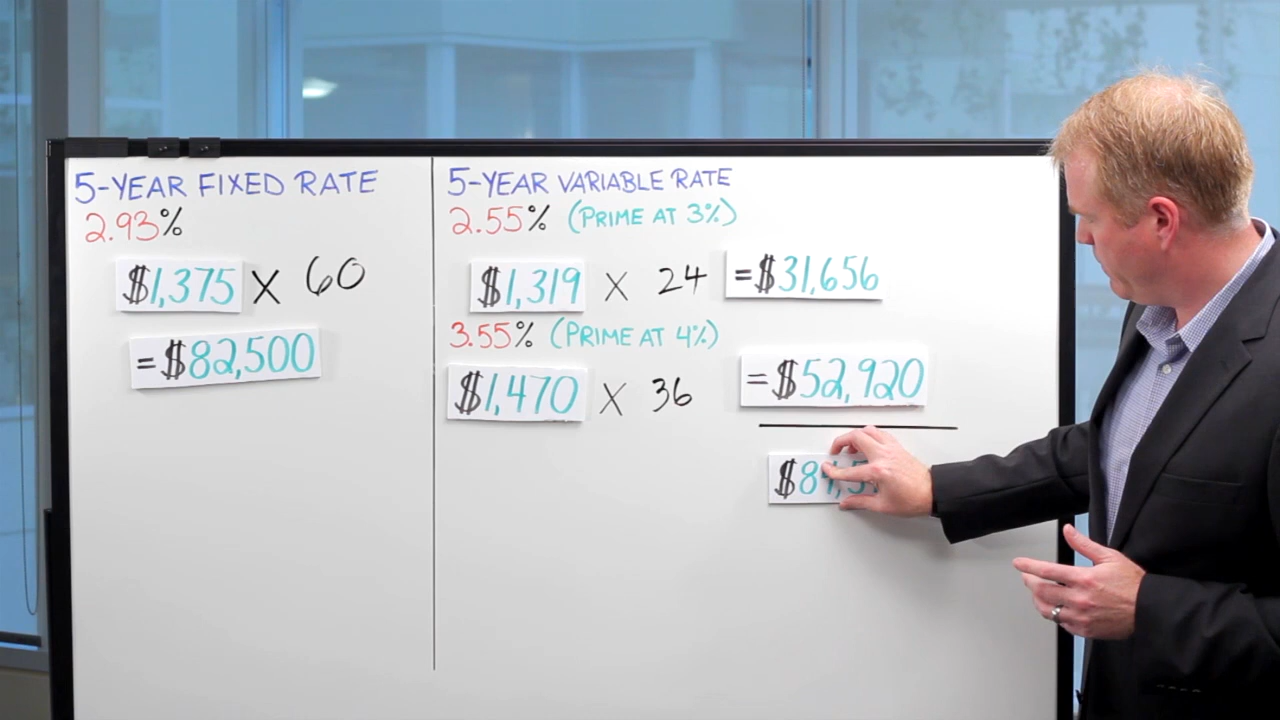 5-YEAR FIXED RATE
2.93%
$1,375 X 60
= $82,500
5-YEAR VARIABLE RATE
2.55% (PRIME AT 3%)
$1,319 X 24 = $31,656
3.55% (PRIME AT 4%)
$1,470 X 36 = $52,920